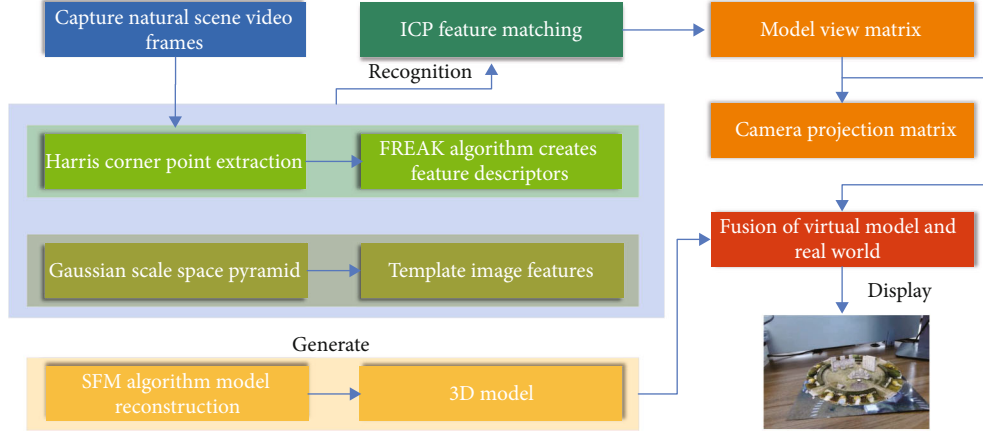 Capture natural scene video
frames
ICP feature matching
Model view matrix
Recognition
Camera projection matrix
Harris corner point extraction
FREAK algorithm creates
feature descriptors
Fusion of virtual model and
real world
Gaussian scale space pyramid
Template image features
Display
Generate
SFM algorithm model
reconstruction
3D model